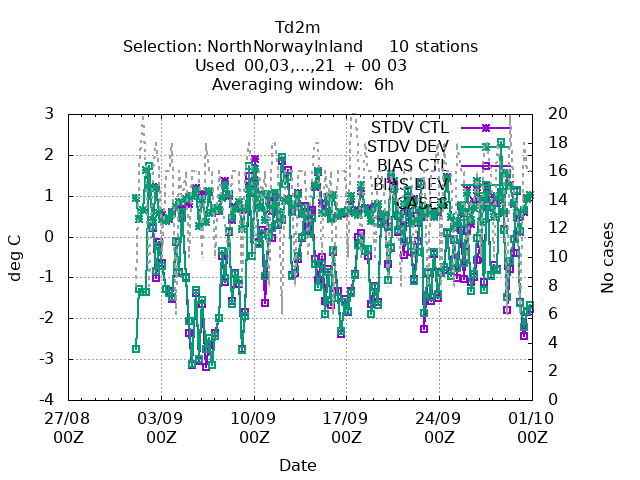 Td2m
Selection: NorthNorwayInland 10 stations
Used 00,03,...,21 + 00 03
Averaging window: 6h
3
2
1
0
-1
-2
-3
-4
deg C
20
18
16
14
12
10
8
6
4
2
0
No cases
STDV CTL
STDV DEV
BIAS CTL
BIAS DEV
CASES
27/08 03/09 10/09 17/09 24/09 01/10
00Z 00Z 00Z 00Z 00Z 00Z
Date